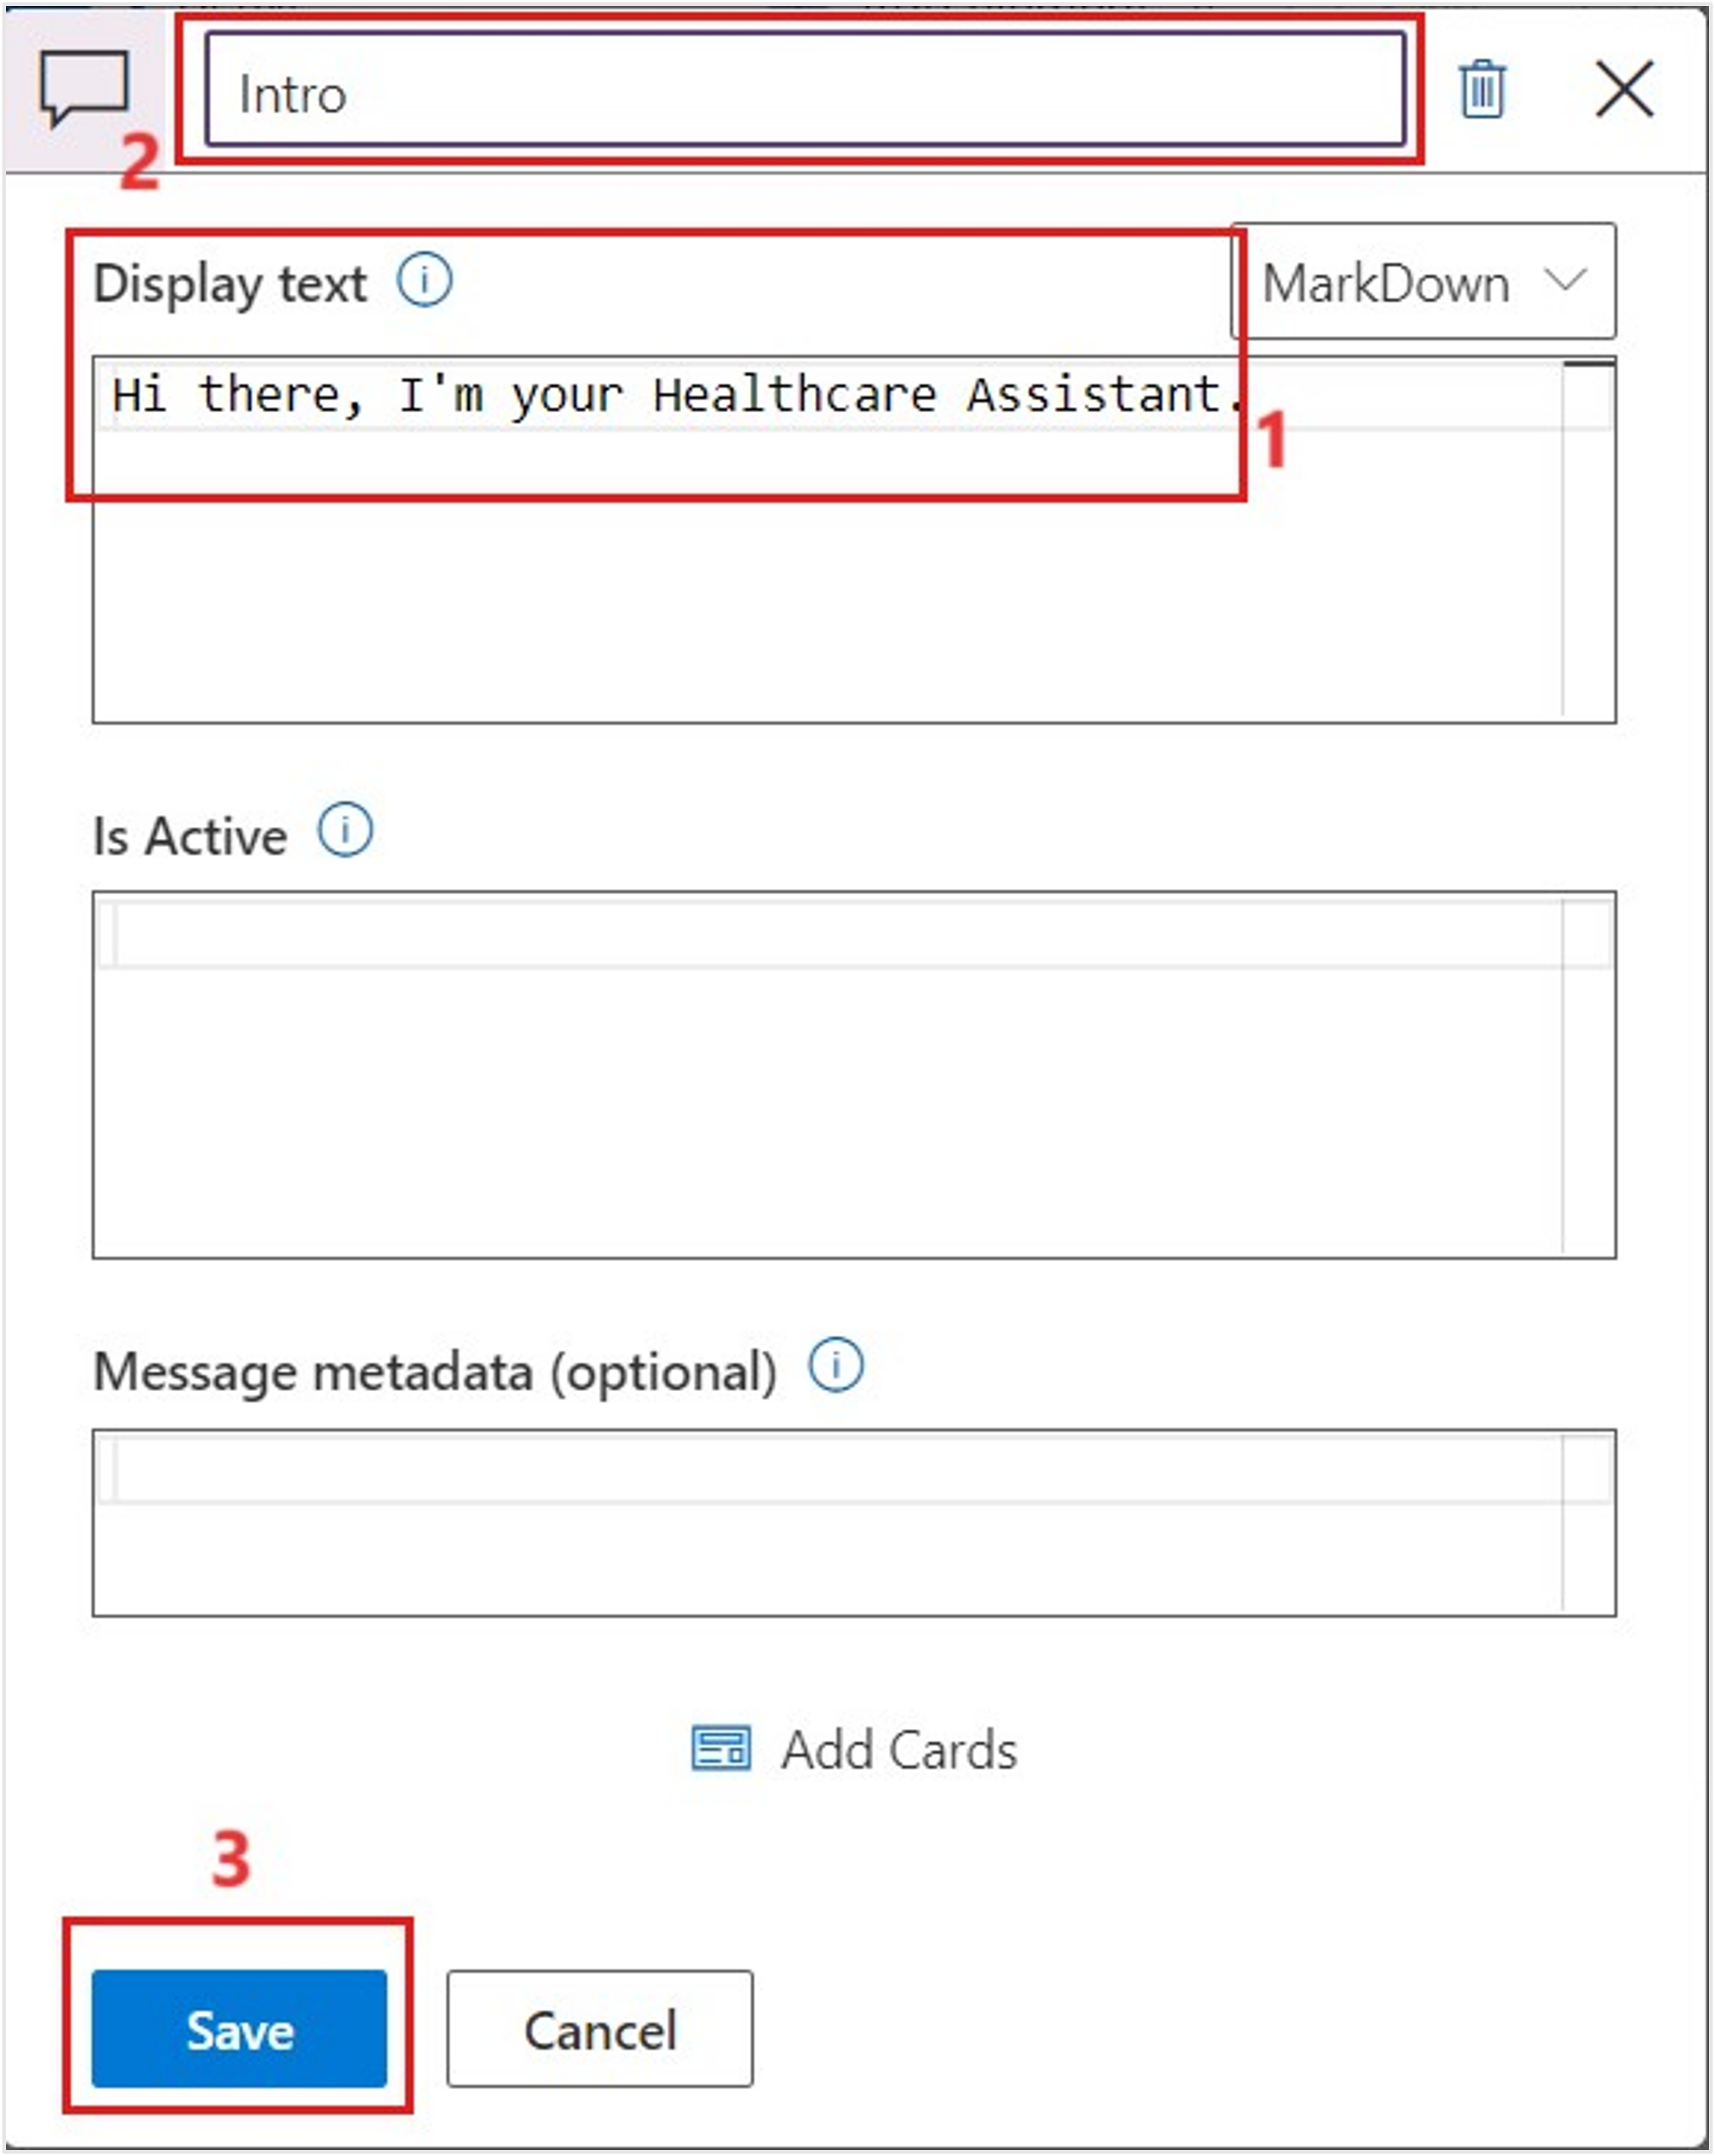 Intro
2
Display text
MarkDown
Hi there, I'm your Healthcare Assistant.
1
Is Active
Message metadata (optional)
Add Cards
3
Save
Cancel